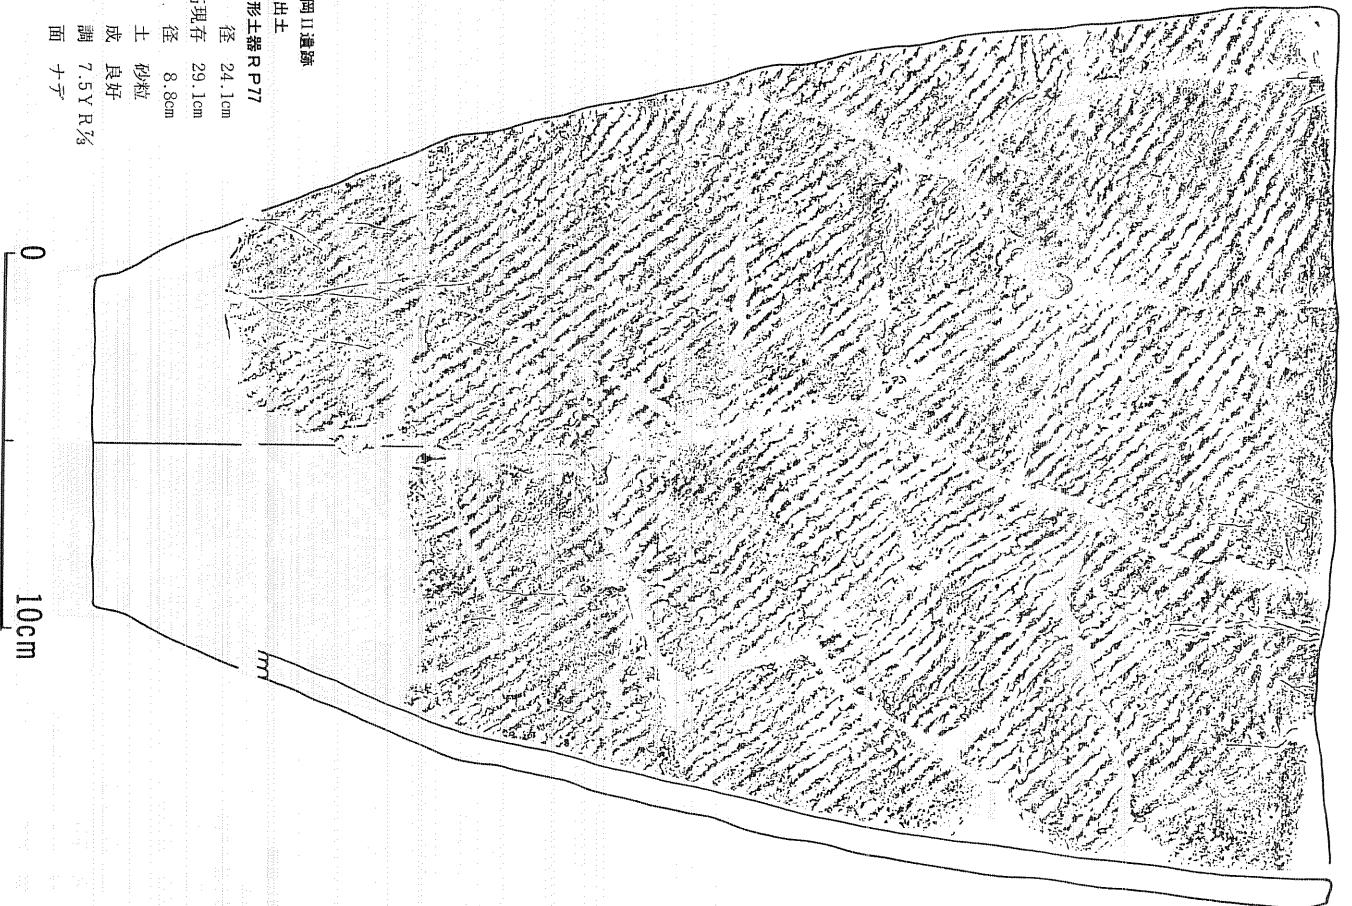 岡II遺跡
出土
形土器RP77
径 24.1cm
現存 29.1cm
径 8.8cm
土 砂粒
成 良好
調 7.5YR7/3
面 ナデ
0 10cm